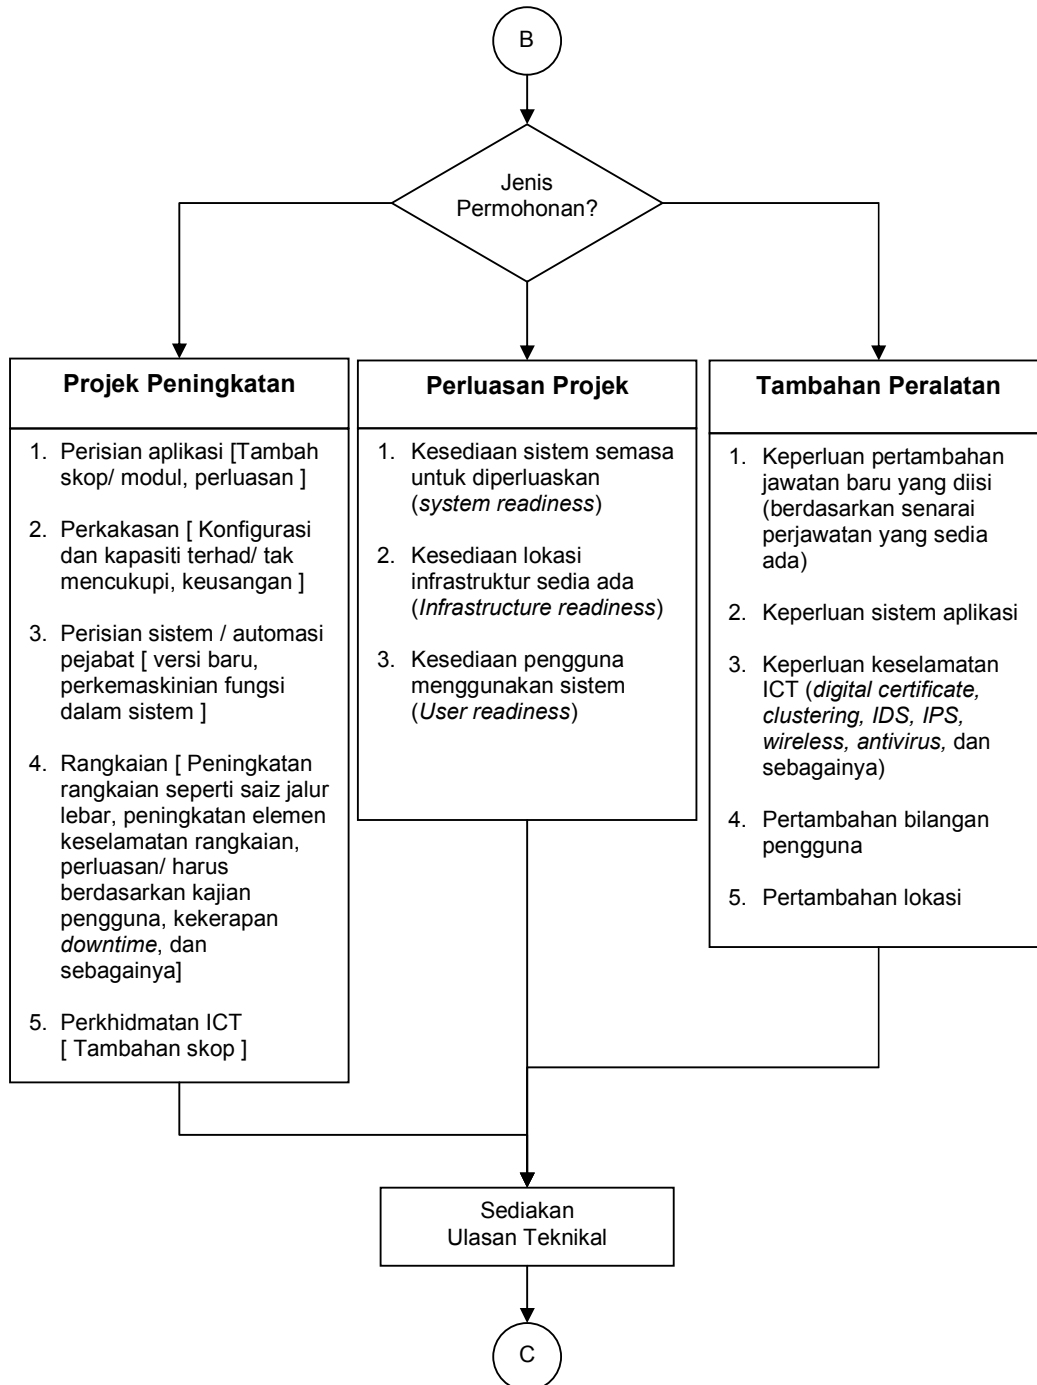 B
Jenis
Permohonan?
Projek Peningkatan
1. Perisian aplikasi [Tambah
skop/ modul, perluasan ]
2. Perkakasan [ Konfigurasi
dan kapasiti terhad/ tak
mencukupi, keusangan ]
3. Perisian sistem / automasi
pejabat [ versi baru,
perkemaskinian fungsi
dalam sistem ]
4. Rangkaian [ Peningkatan
rangkaian seperti saiz jalur
lebar, peningkatan elemen
keselamatan rangkaian,
perluasan/ harus
berdasarkan kajian
pengguna, kekerapan
downtime, dan
sebagainya]
5. Perkhidmatan ICT
[ Tambahan skop ]
Perluasan Projek
1. Kesediaan sistem semasa
untuk diperluaskan
(system readiness)
2. Kesediaan lokasi
infrastruktur sedia ada
(Infrastructure readiness)
3. Kesediaan pengguna
menggunakan sistem
(User readiness)
Tambahan Peralatan
1. Keperluan pertambahan
jawatan baru yang diisi
(berdasarkan senarai
perjawatan yang sedia
ada)
2. Keperluan sistem aplikasi
3. Keperluan keselamatan
ICT (digital certificate,
clustering, IDS, IPS,
wireless, antivirus, dan
sebagainya)
4. Pertambahan bilangan
pengguna
5. Pertambahan lokasi
Sediakan
Ulasan Teknikal
C